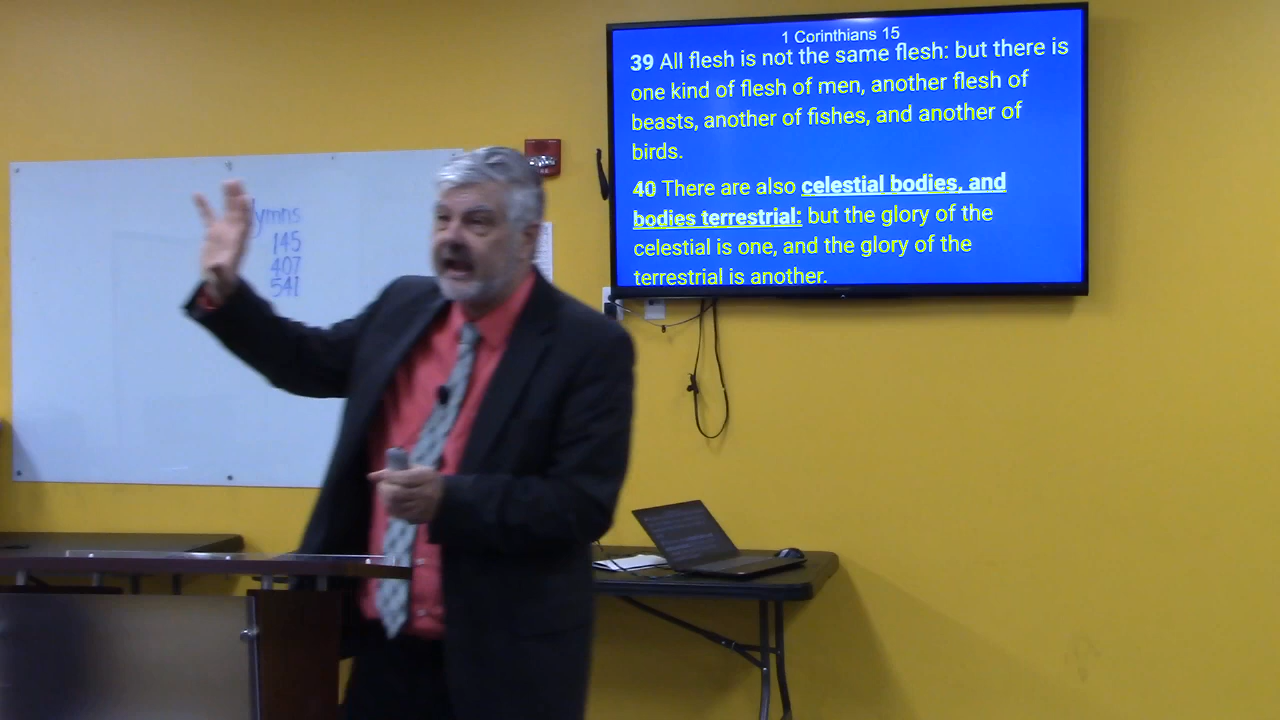 Hymns
145
407
541
1 Corinthians 15
39 All flesh is not the same flesh: but there is
one kind of flesh of men, another flesh of
beasts, another of fishes, and another of
birds.
40 There are also celestial bodies, and
bodies terrestrial: but the glory of the
celestial is one, and the glory of the
terrestrial is another.